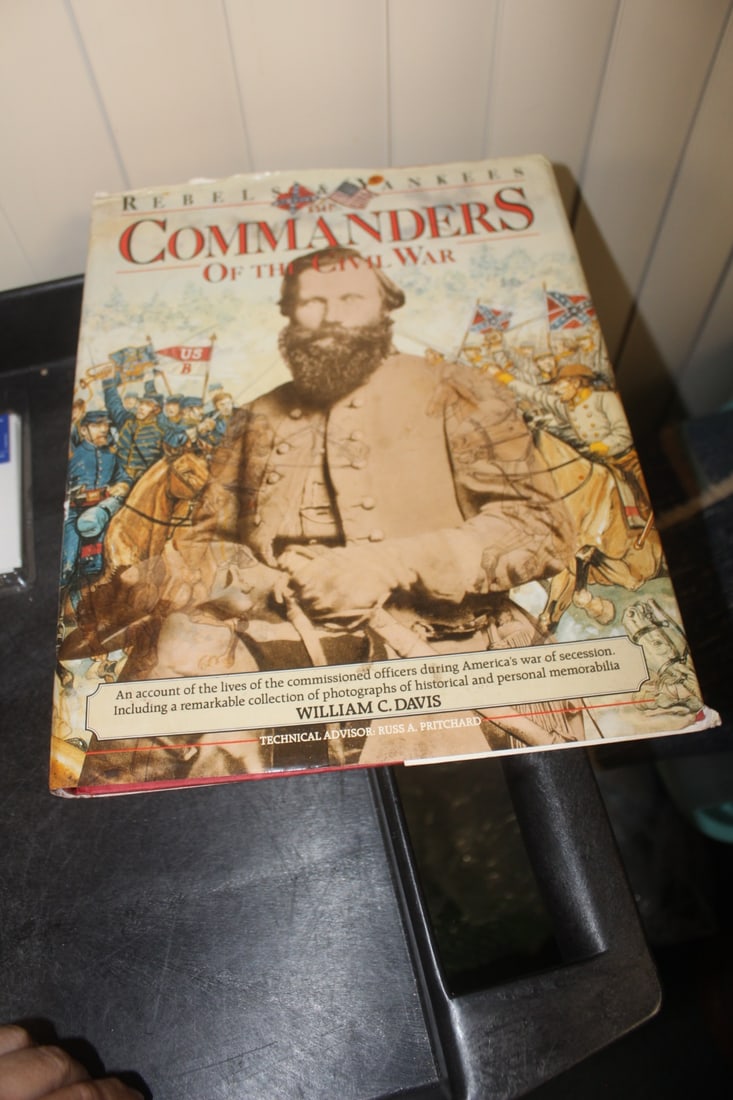 REBELS & YANKEES
THE
COMMANDERS
OF THE CIVIL WAR
US
B
An account of the lives of the commissioned officers during America's war of secession.
Including a remarkable collection of photographs of historical and personal memorabilia
WILLIAM C. DAVIS
TECHNICAL ADVISOR: RUSS A. PRITCHARD